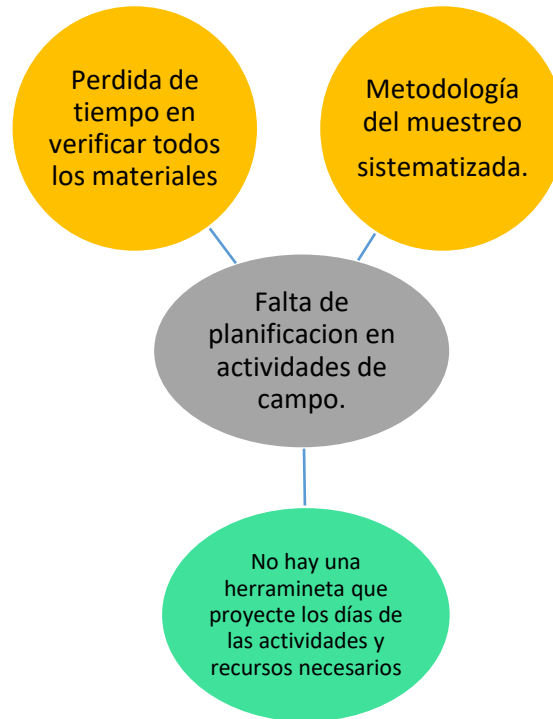 Perdida de
tiempo en
verificar todos
los materiales
Metodología
del muestreo
sistematizada.
Falta de
planificacion en
actividades de
campo.
No hay una
herramineta que
proyecte los días de
las actividades y
recursos necesarios